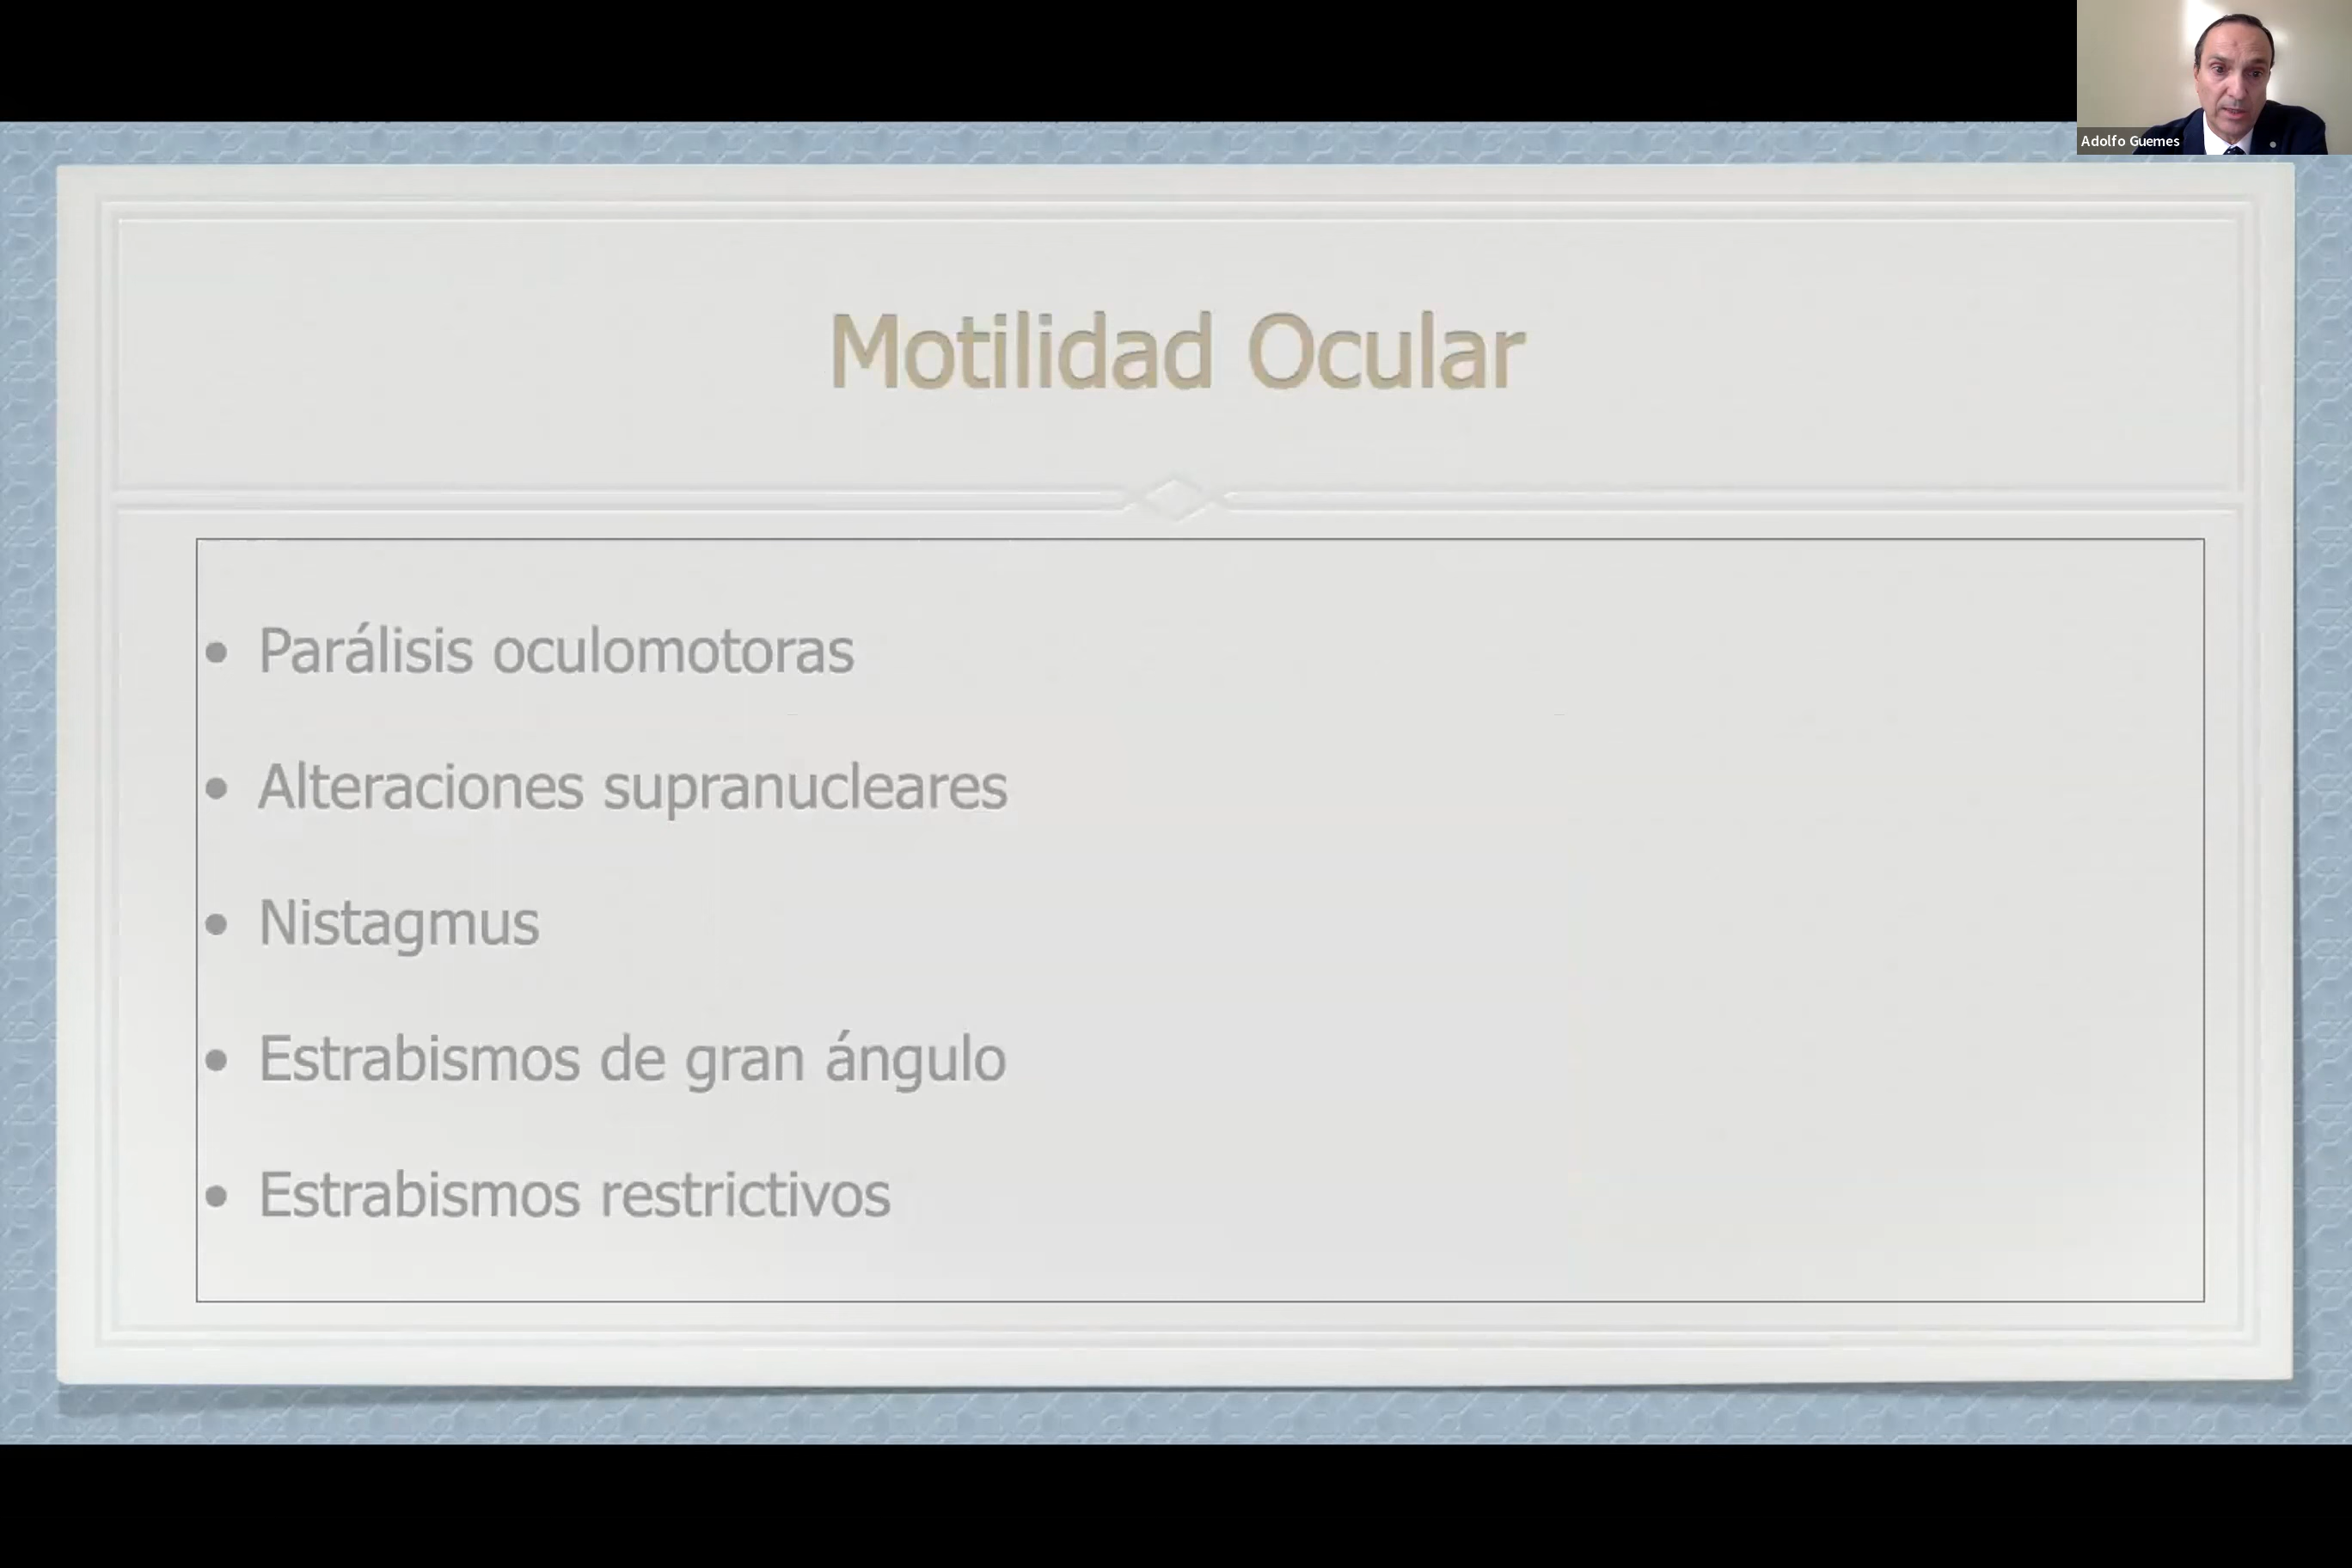 Adolfo Guemes
Motilidad Ocular
• Parálisis oculomotoras
• Alteraciones supranucleares
• Nistagmus
• Estrabismos de gran ángulo
• Estrabismos restrictivos